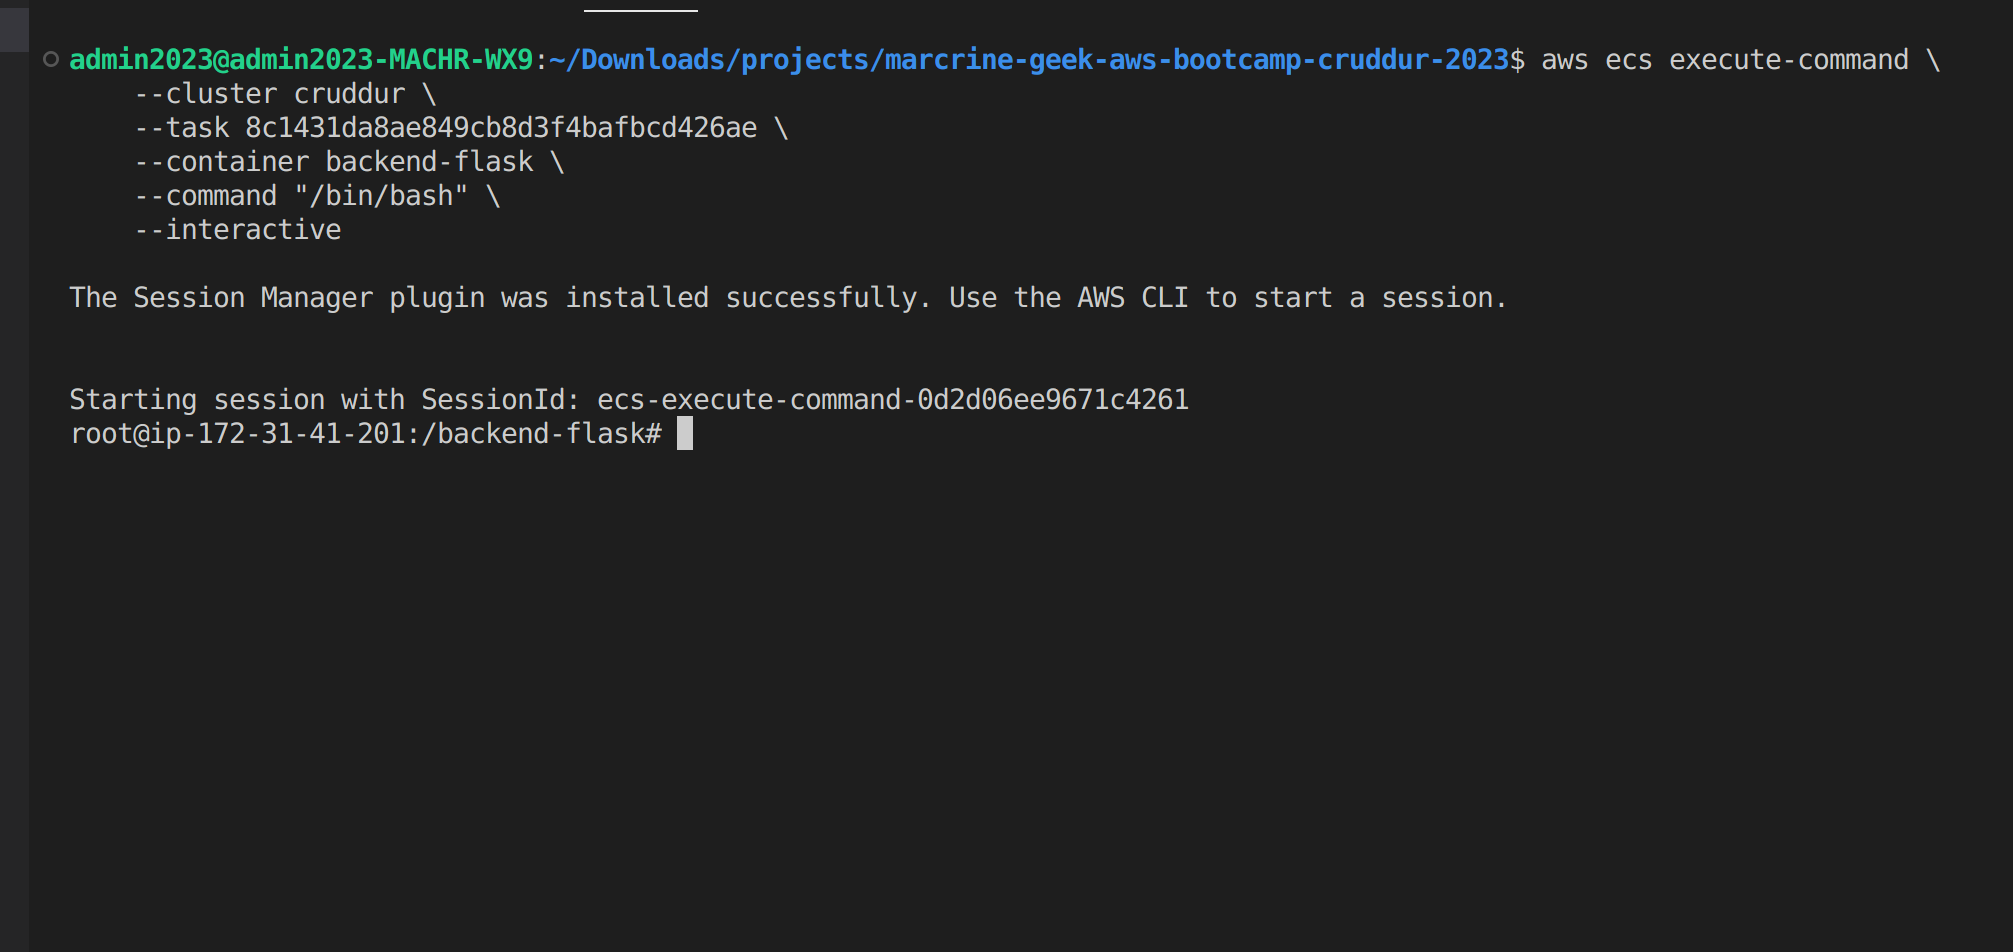 admin2023@admin2023-MACHR-WX9:~/Downloads/projects/marcrine-geek-aws-bootcamp-cruddur-2023$ aws ecs execute-command \
    --cluster cruddur \
    --task 8c1431da8ae849cb8d3f4bafbcd426ae \
    --container backend-flask \
    --command "/bin/bash" \
    --interactive
The Session Manager plugin was installed successfully. Use the AWS CLI to start a session.
Starting session with SessionId: ecs-execute-command-0d2d06ee9671c4261
root@ip-172-31-41-201:/backend-flask#